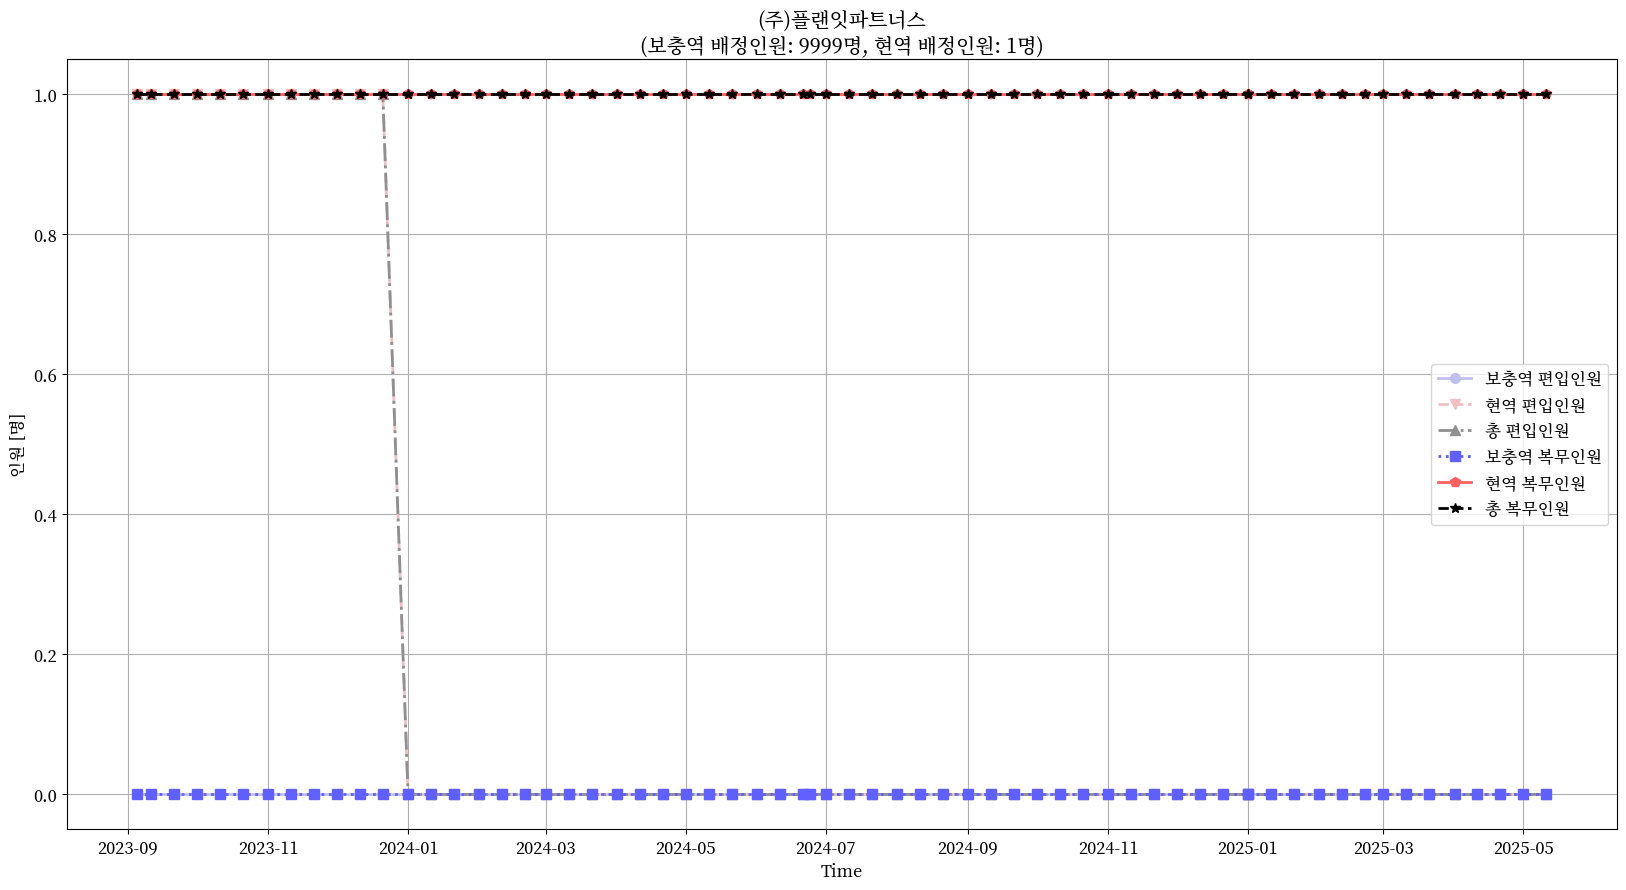 (주)플랜잇파트너스
(보충역 배정인원: 9999명, 현역 배정인원: 1명)
인원 [명]
1.0
0.8
0.6
0.4
0.2
0.0
보충역 편입인원
현역 편입인원
총 편입인원
보충역 복무인원
현역 복무인원
총 복무인원
2023-09 2023-11 2024-01 2024-03 2024-05 2024-07 2024-09 2024-11 2025-01 2025-03 2025-05
Time